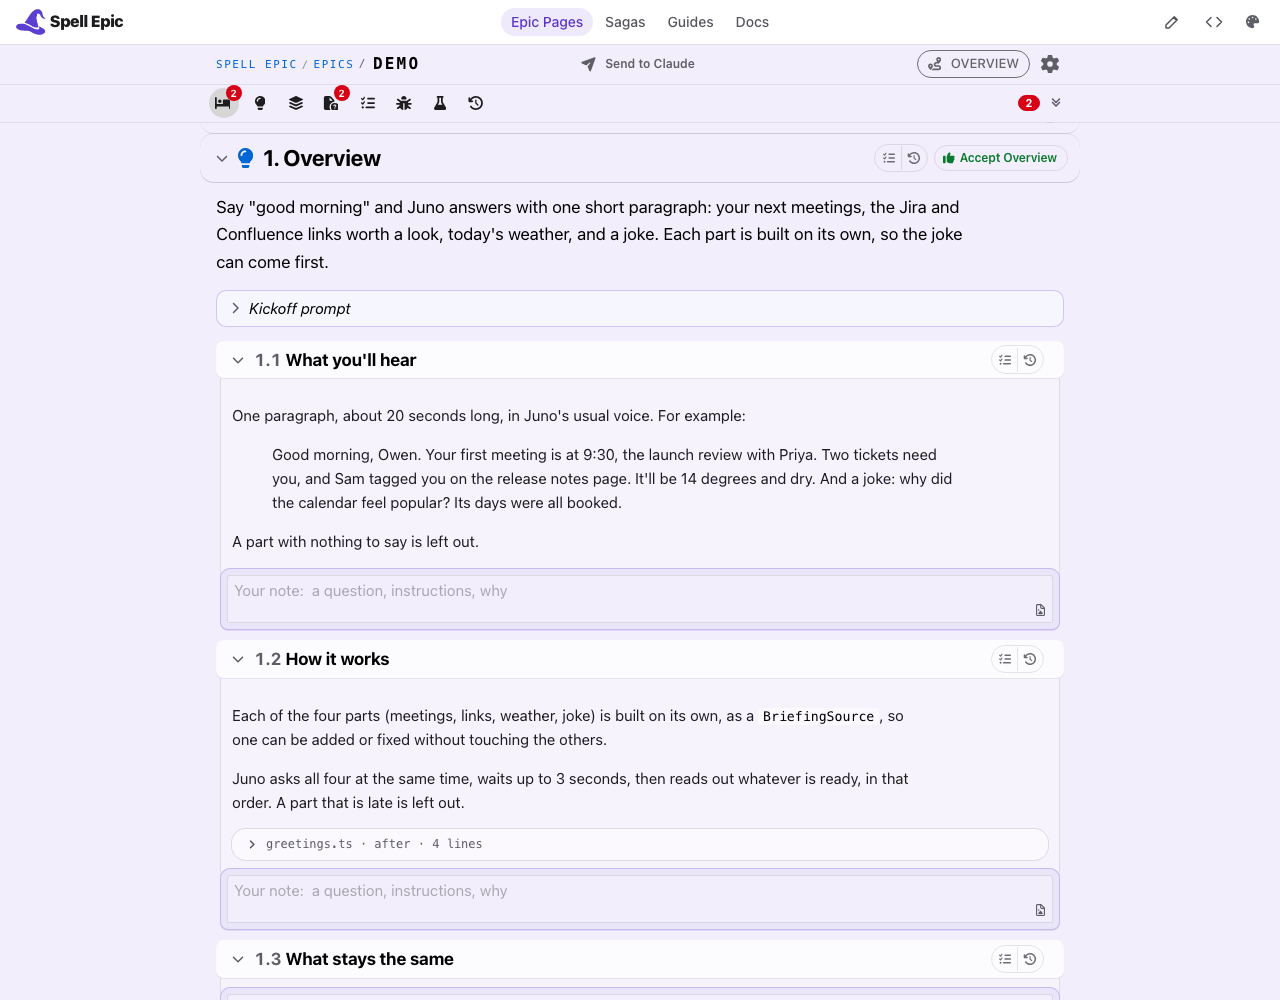 Spell Epic
Epic Pages
Sagas
Guides
Docs
SPELL EPIC / EPICS / DEMO
Send to Claude
OVERVIEW
2
2
2
1. Overview
Accept Overview
Say "good morning" and Juno answers with one short paragraph: your next meetings, the Jira and
Confluence links worth a look, today's weather, and a joke. Each part is built on its own, so the joke
can come first.
Kickoff prompt
1.1 What you'll hear
One paragraph, about 20 seconds long, in Juno's usual voice. For example:
Good morning, Owen. Your first meeting is at 9:30, the launch review with Priya. Two tickets need
you, and Sam tagged you on the release notes page. It'll be 14 degrees and dry. And a joke: why did
the calendar feel popular? Its days were all booked.
A part with nothing to say is left out.
Your note: a question, instructions, why
1.2 How it works
Each of the four parts (meetings, links, weather, joke) is built on its own, as a BriefingSource, so
one can be added or fixed without touching the others.
Juno asks all four at the same time, waits up to 3 seconds, then reads out whatever is ready, in that
order. A part that is late is left out.
greetings.ts · after · 4 lines
Your note: a question, instructions, why
1.3 What stays the same